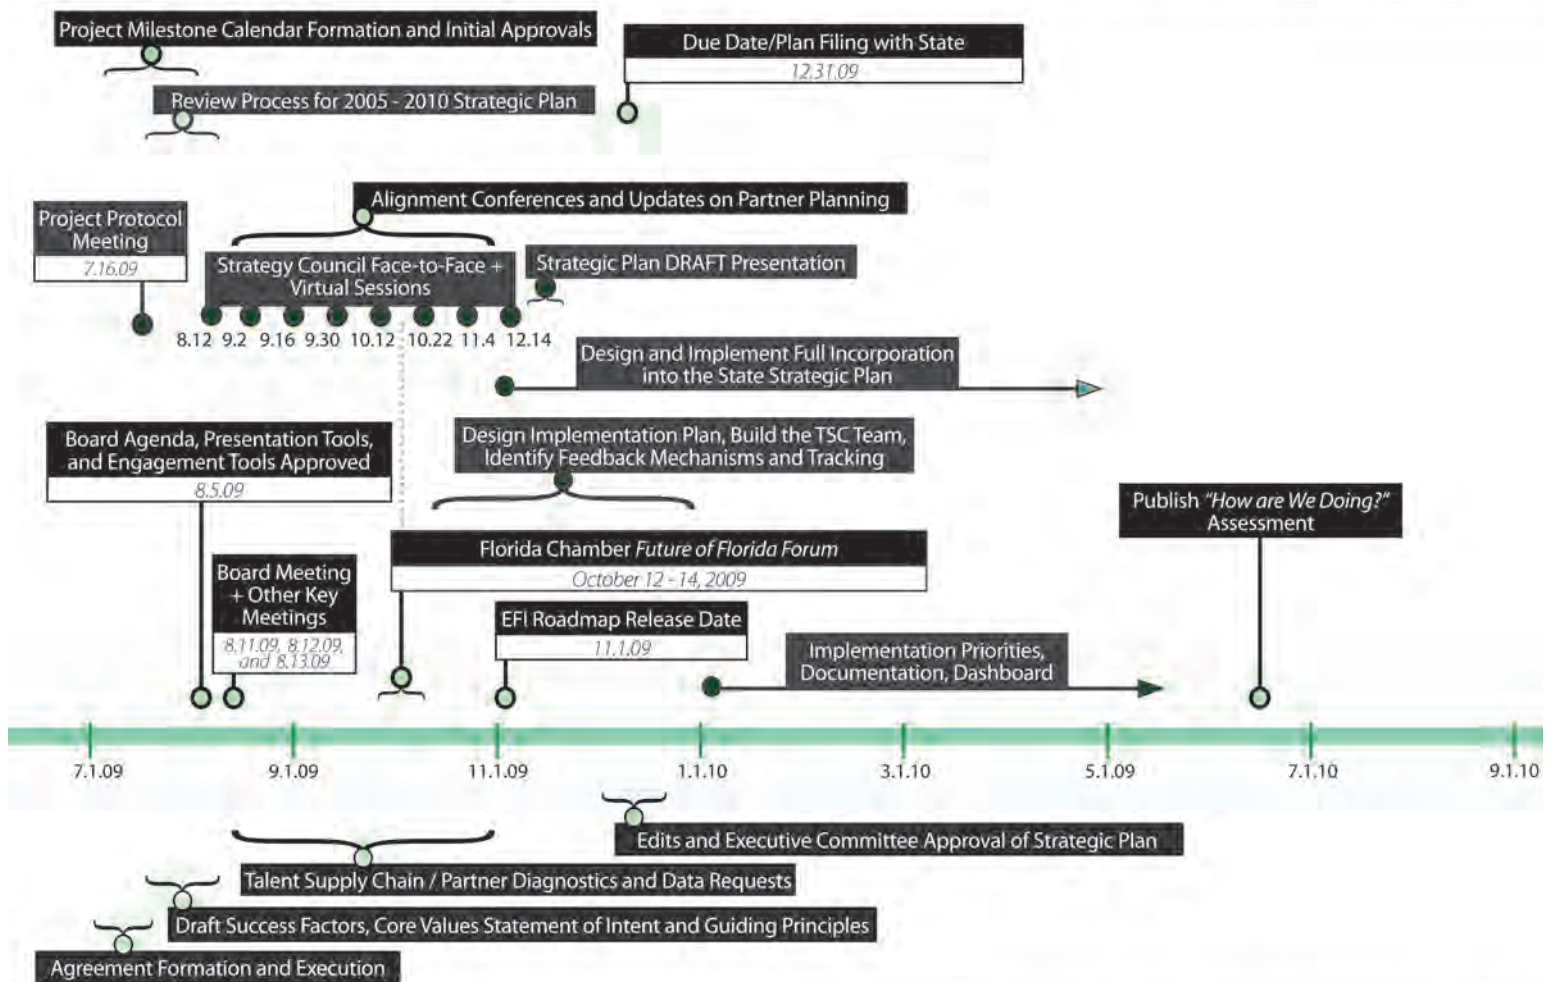 Project Milestone Calendar Formation and Initial Approvals
Due Date/Plan Filing with State
12.31.09
Review Process for 2005 - 2010 Strategic Plan
Alignment Conferences and Updates on Partner Planning
Project Protocol
Meeting
7.16.09
Strategy Council Face-to-Face +
Virtual Sessions
Strategic Plan DRAFT Presentation
8.12 9.2 9.16 9.30 10.12 10.22 11.4 12.14
Design and Implement Full Incorporation
into the State Strategic Plan
Board Agenda, Presentation Tools,
and Engagement Tools Approved
8.5.09
Design Implementation Plan, Build the TSC Team,
Identify Feedback Mechanisms and Tracking
Publish "How are We Doing?"
Assessment
Florida Chamber Future of Florida Forum
October 12 - 14, 2009
Board Meeting
+ Other Key
Meetings
8.11.09, 8.12.09,
and 8.13.09
EFI Roadmap Release Date
11.1.09
Implementation Priorities,
Documentation, Dashboard
7.1.09 9.1.09 11.1.09 1.1.10 3.1.10 5.1.09 7.1.10 9.1.10
Edits and Executive Committee Approval of Strategic Plan
Talent Supply Chain / Partner Diagnostics and Data Requests
Draft Success Factors, Core Values Statement of Intent and Guiding Principles
Agreement Formation and Execution